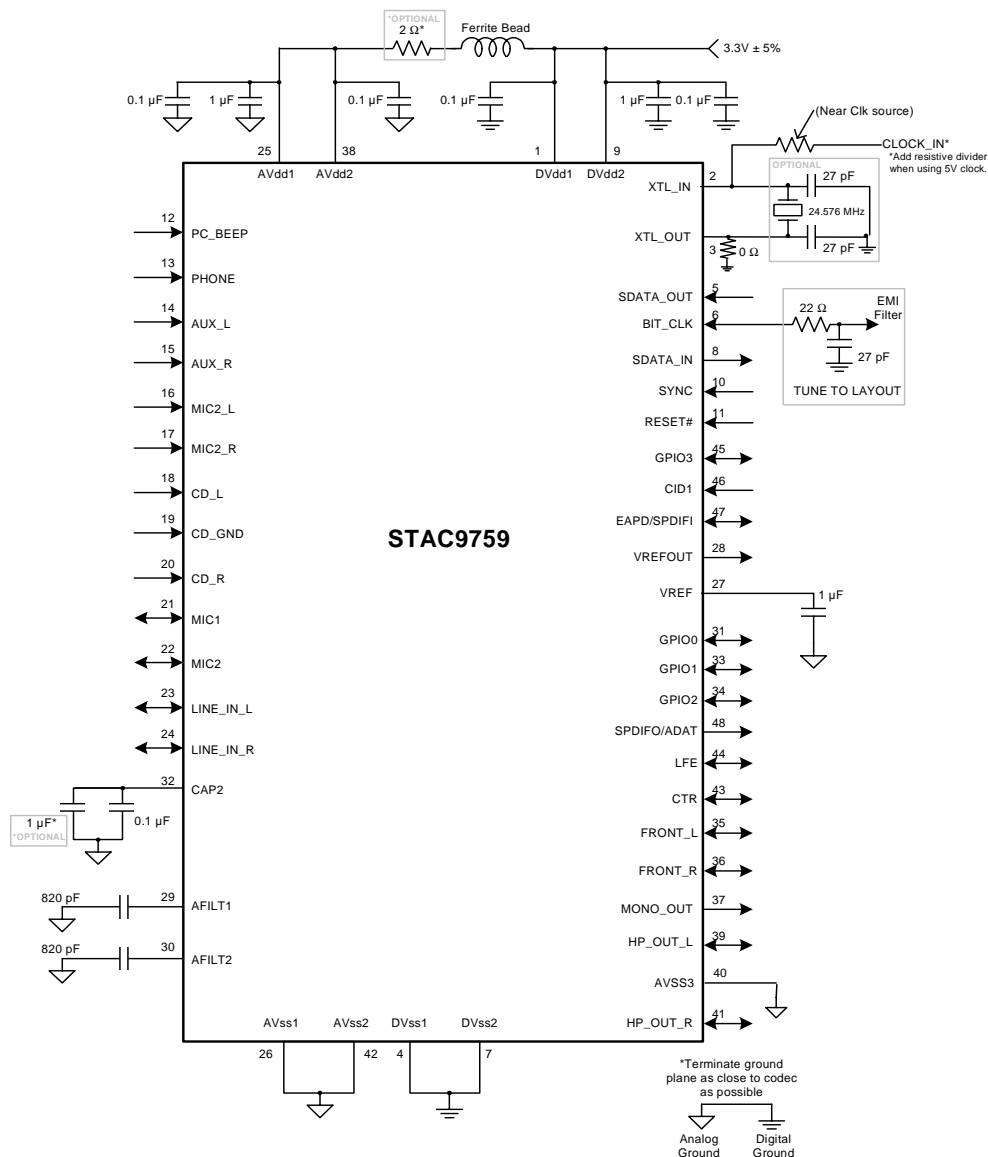 *OPTIONAL
2 Ω*
Ferrite Bead
3.3V ± 5%
0.1 µF
1 µF
0.1 µF
0.1 µF
1 µF
0.1 µF
(Near Clk source)
CLOCK_IN*
*Add resistive divider
when using 5V clock.
25
38
1
9
AVdd1
AVdd2
DVdd1
DVdd2
2
XTL_IN
OPTIONAL
27 pF
24.576 MHz
27 pF
XTL_OUT
3
0 Ω
12
PC_BEEP
13
PHONE
14
AUX_L
15
AUX_R
16
MIC2_L
17
MIC2_R
18
CD_L
19
CD_GND
20
CD_R
21
MIC1
22
MIC2
23
LINE_IN_L
24
LINE_IN_R
32
CAP2
1 µF*
*OPTIONAL
0.1 µF
820 pF
29
AFILT1
820 pF
30
AFILT2
STAC9759
SDATA_OUT
5
BIT_CLK
6
22 Ω
EMI
Filter
27 pF
TUNE TO LAYOUT
SDATA_IN
8
SYNC
10
RESET#
11
GPIO3
45
CID1
46
EAPD/SPDIFI
47
VREFOUT
28
VREF
27
1 µF
GPIO0
31
GPIO1
33
GPIO2
34
SPDIFO/ADAT
48
LFE
44
CTR
43
FRONT_L
35
FRONT_R
36
MONO_OUT
37
HP_OUT_L
39
AVSS3
40
HP_OUT_R
41
AVss1
AVss2
DVss1
DVss2
26
42
4
7
*Terminate ground
plane as close to codec
as possible
Analog
Ground
Digital
Ground